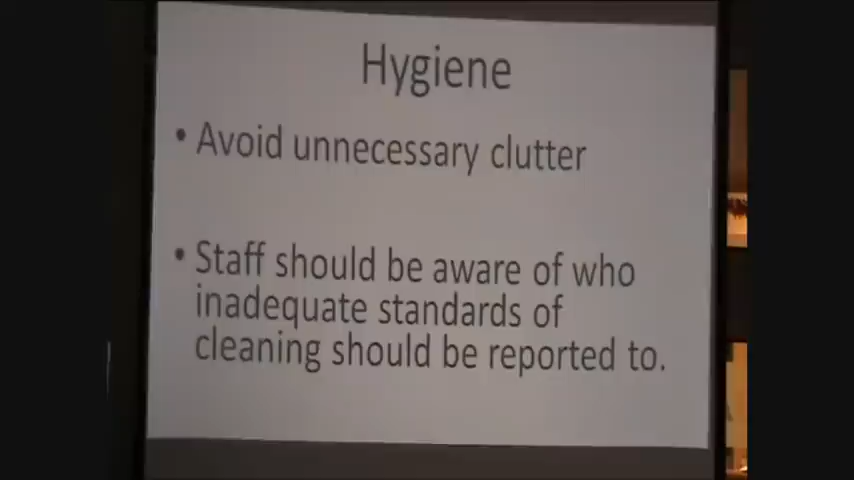 Hygiene
• Avoid unnecessary clutter
• Staff should be aware of who
inadequate standards of
cleaning should be reported to.